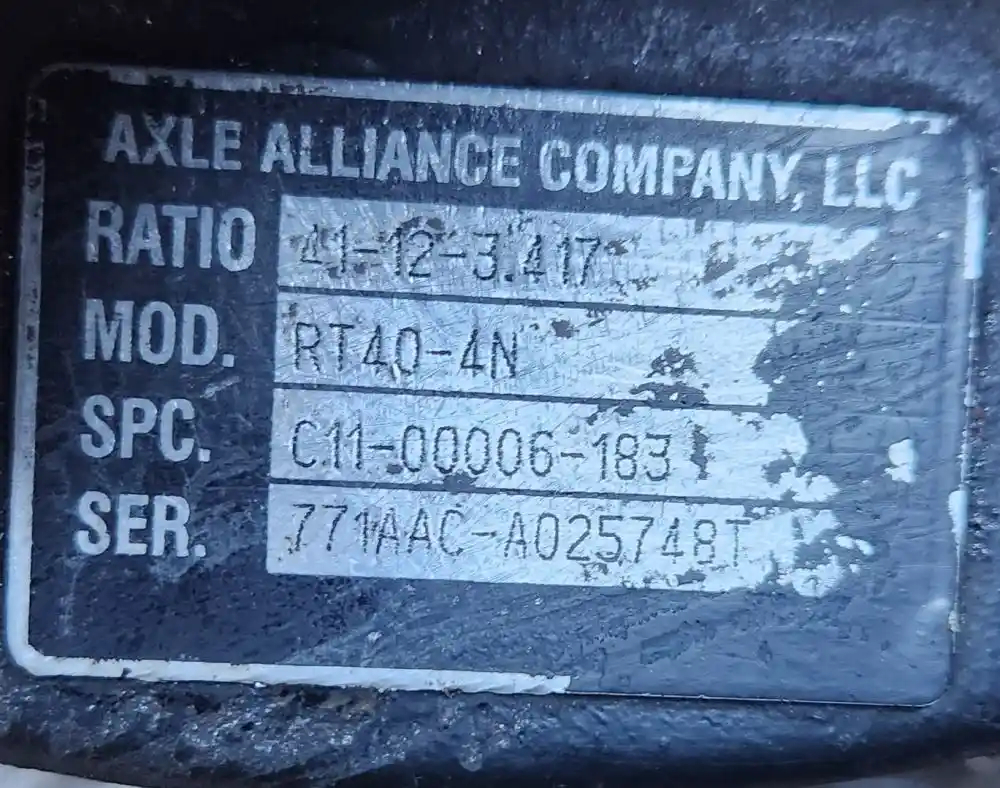 AXLE ALLIANCE COMPANY, LLC
RATIO 41-12-3.417
MOD. RT40-4N
SPC. C11-00006-183
SER. 771AAC-A025748T